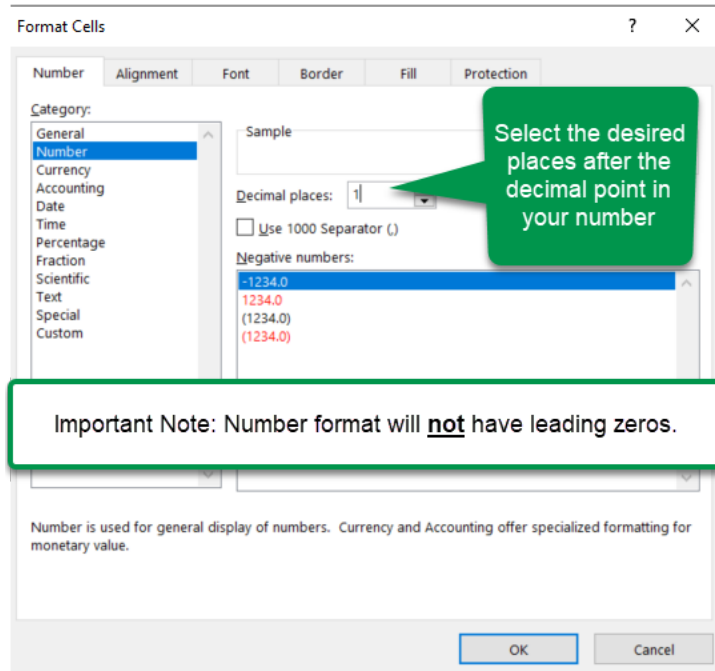 Format Cells
Number Alignment Font Border Fill Protection
Category:
General
Number
Currency
Accounting
Date
Time
Percentage
Fraction
Scientific
Text
Special
Custom
Sample
Decimal places: 1
Use 1000 Separator (,)
Negative numbers:
-1234.0
1234.0
(1234.0)
(1234.0)
Select the desired
places after the
decimal point in
your number
Important Note: Number format will not have leading zeros.
Number is used for general display of numbers. Currency and Accounting offer specialized formatting for
monetary value.
OK Cancel